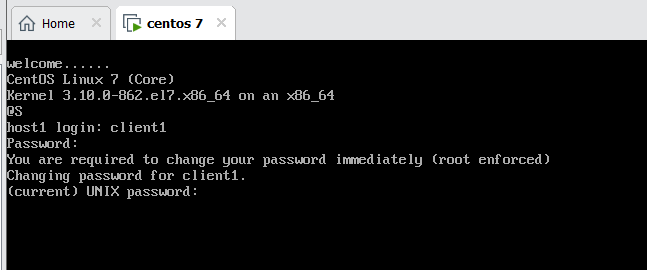 Home
centos 7
welcome......
CentOS Linux 7 (Core)
Kernel 3.10.0-862.el7.x86_64 on an x86_64
@S
host1 login: client1
Password:
You are required to change your password immediately (root enforced)
Changing password for client1.
(current) UNIX password: